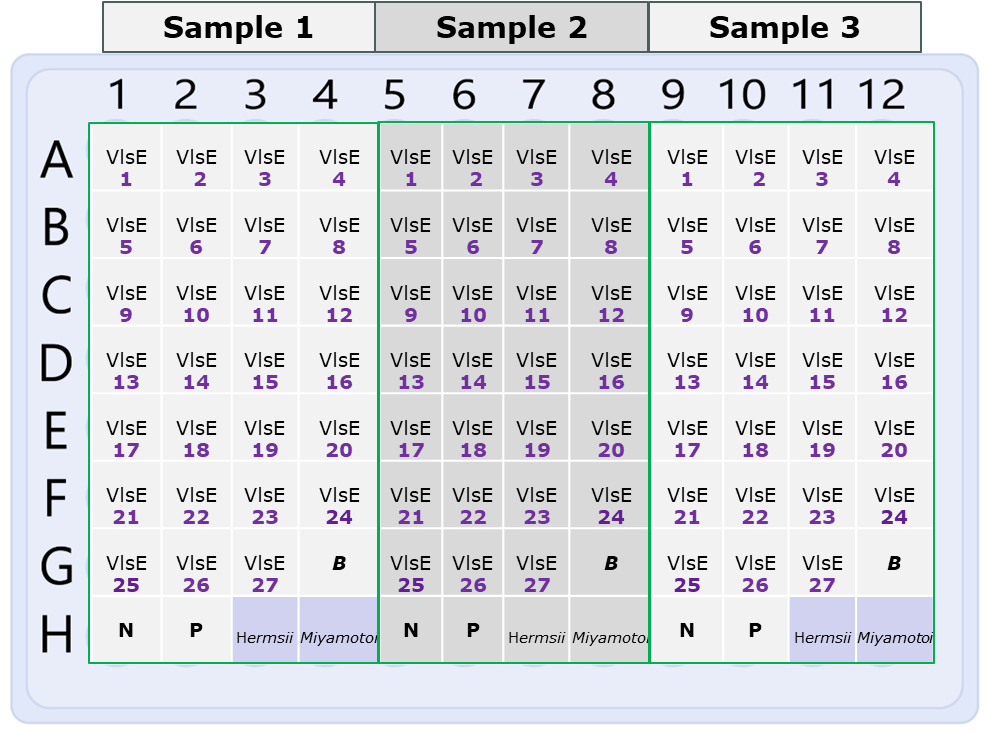 Sample 1 Sample 2 Sample 3
1 2 3 4 5 6 7 8 9 10 11 12
A VlsE VlsE VlsE VlsE VlsE VlsE VlsE VlsE VlsE VlsE VlsE VlsE
1 2 3 4 1 2 3 4 1 2 3 4
B VlsE VlsE VlsE VlsE VlsE VlsE VlsE VlsE VlsE VlsE VlsE VlsE
5 6 7 8 5 6 7 8 5 6 7 8
C VlsE VlsE VlsE VlsE VlsE VlsE VlsE VlsE VlsE VlsE VlsE VlsE
9 10 11 12 9 10 11 12 9 10 11 12
D VlsE VlsE VlsE VlsE VlsE VlsE VlsE VlsE VlsE VlsE VlsE VlsE
13 14 15 16 13 14 15 16 13 14 15 16
E VlsE VlsE VlsE VlsE VlsE VlsE VlsE VlsE VlsE VlsE VlsE VlsE
17 18 19 20 17 18 19 20 17 18 19 20
F VlsE VlsE VlsE VlsE VlsE VlsE VlsE VlsE VlsE VlsE VlsE VlsE
21 22 23 24 21 22 23 24 21 22 23 24
G VlsE VlsE VlsE B VlsE VlsE VlsE B VlsE VlsE VlsE B
25 26 27 25 26 27 25 26 27
H N P Hermsii Miyamotoi N P Hermsii Miyamotoi N P Hermsii Miyamotoi